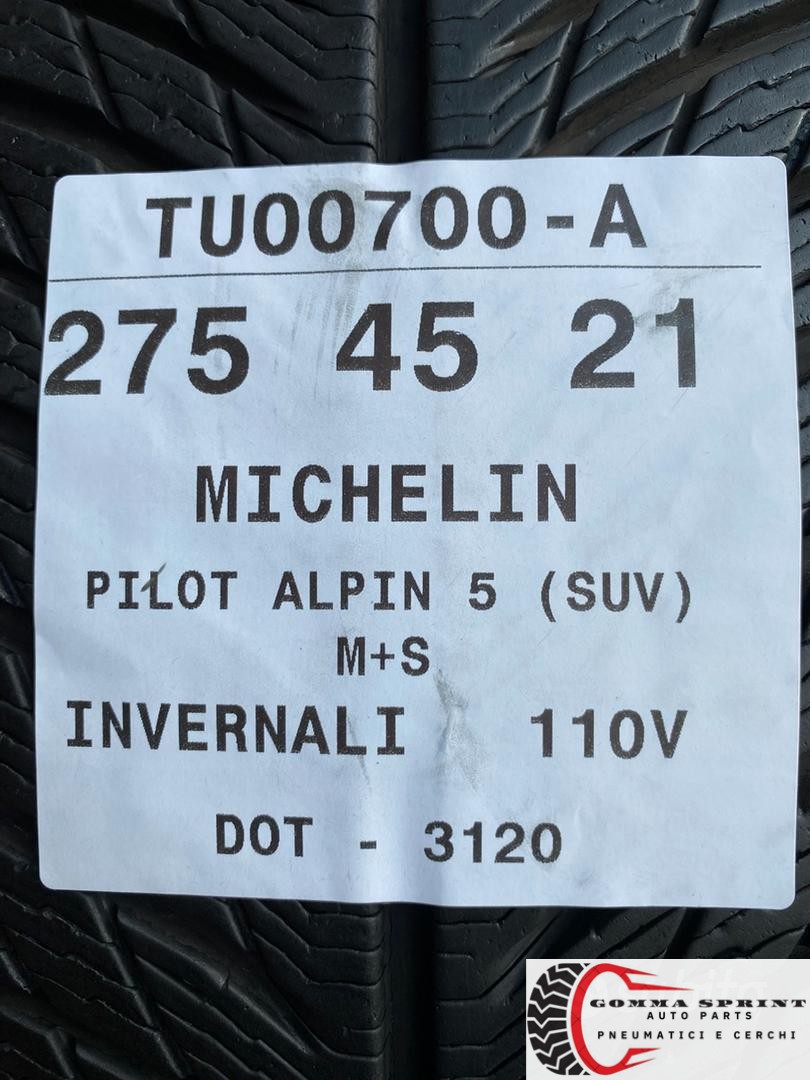 TU00700-A
275 45 21
MICHELIN
PILOT ALPIN 5 (SUV)
M+S
INVERNALI 110V
DOT - 3120
GOMMA SPRINT
AUTO PARTS
PNEUMATICI E CERCHI